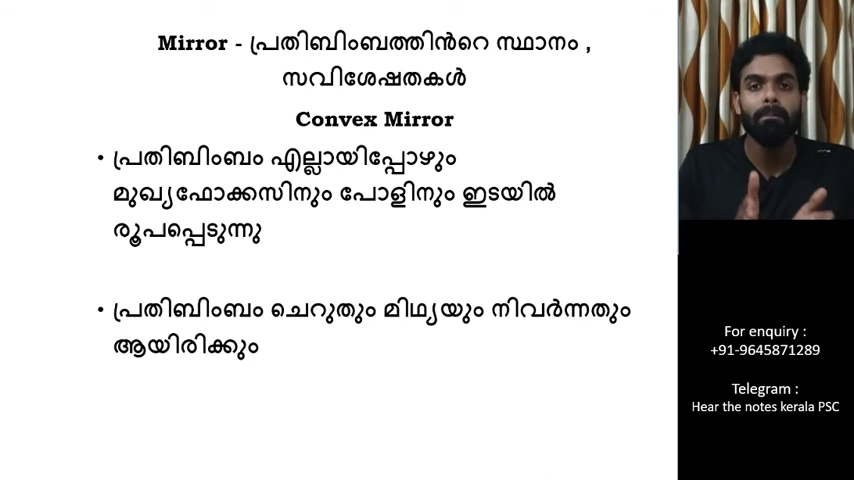 Mirror - പ്രതിബിംബത്തിൻറെ സ്ഥാനം ,
സവിശേഷതകൾ
Convex Mirror
• പ്രതിബിംബം എല്ലായിപ്പോഴും
മുഖ്യഫോക്കസിനും പോളിനും ഇടയിൽ
രൂപപ്പെടുന്നു
• പ്രതിബിംബം ചെറുതും മിഥ്യയും നിവർന്നതും
ആയിരിക്കും
For enquiry :
+91-9645871289
Telegram :
Hear the notes kerala PSC